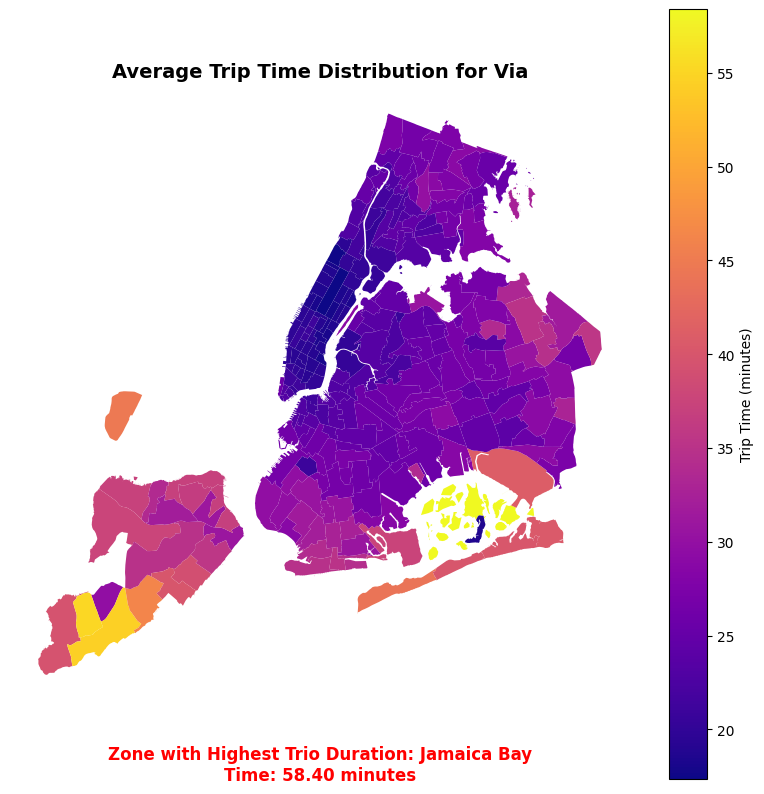 Average Trip Time Distribution for Via
55
50
45
40
35
30
25
20
Trip Time (minutes)
Zone with Highest Trio Duration: Jamaica Bay
Time: 58.40 minutes